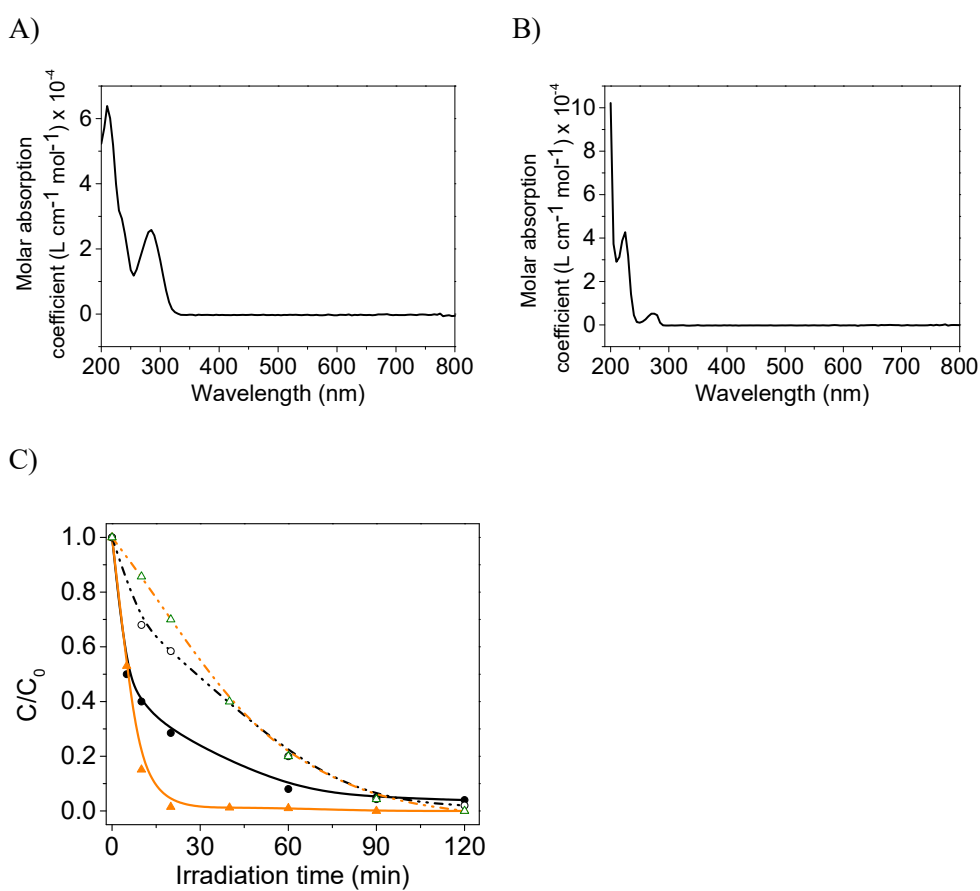 A)
B)
Molar absorption
coefficient (L cm-1 mol-1) x 10-4
6
4
2
0
200 300 400 500 600 700 800
Wavelength (nm)
Molar absorption
coefficient (L cm-1 mol-1) x 10-4
10
8
6
4
2
0
200 300 400 500 600 700 800
Wavelength (nm)
C)
C/C0
1.0
0.8
0.6
0.4
0.2
0.0
0 30 60 90 120
Irradiation time (min)